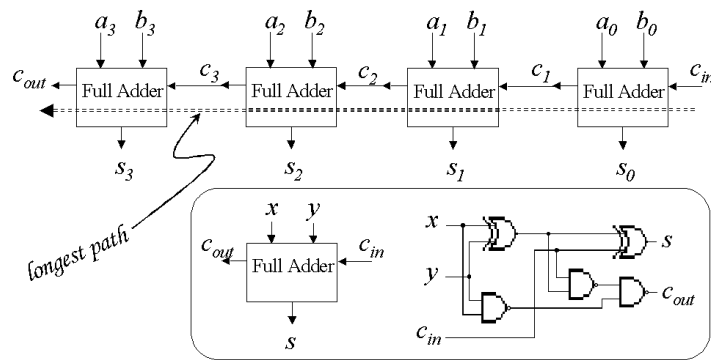 a3 b3 a2 b2 a1 b1 a0 b0
cout Full Adder c3 Full Adder c2 Full Adder c1 Full Adder cin
s3 s2 s1 s0
longest path
x y
cout Full Adder cin
s
x
y
cin
s
cout